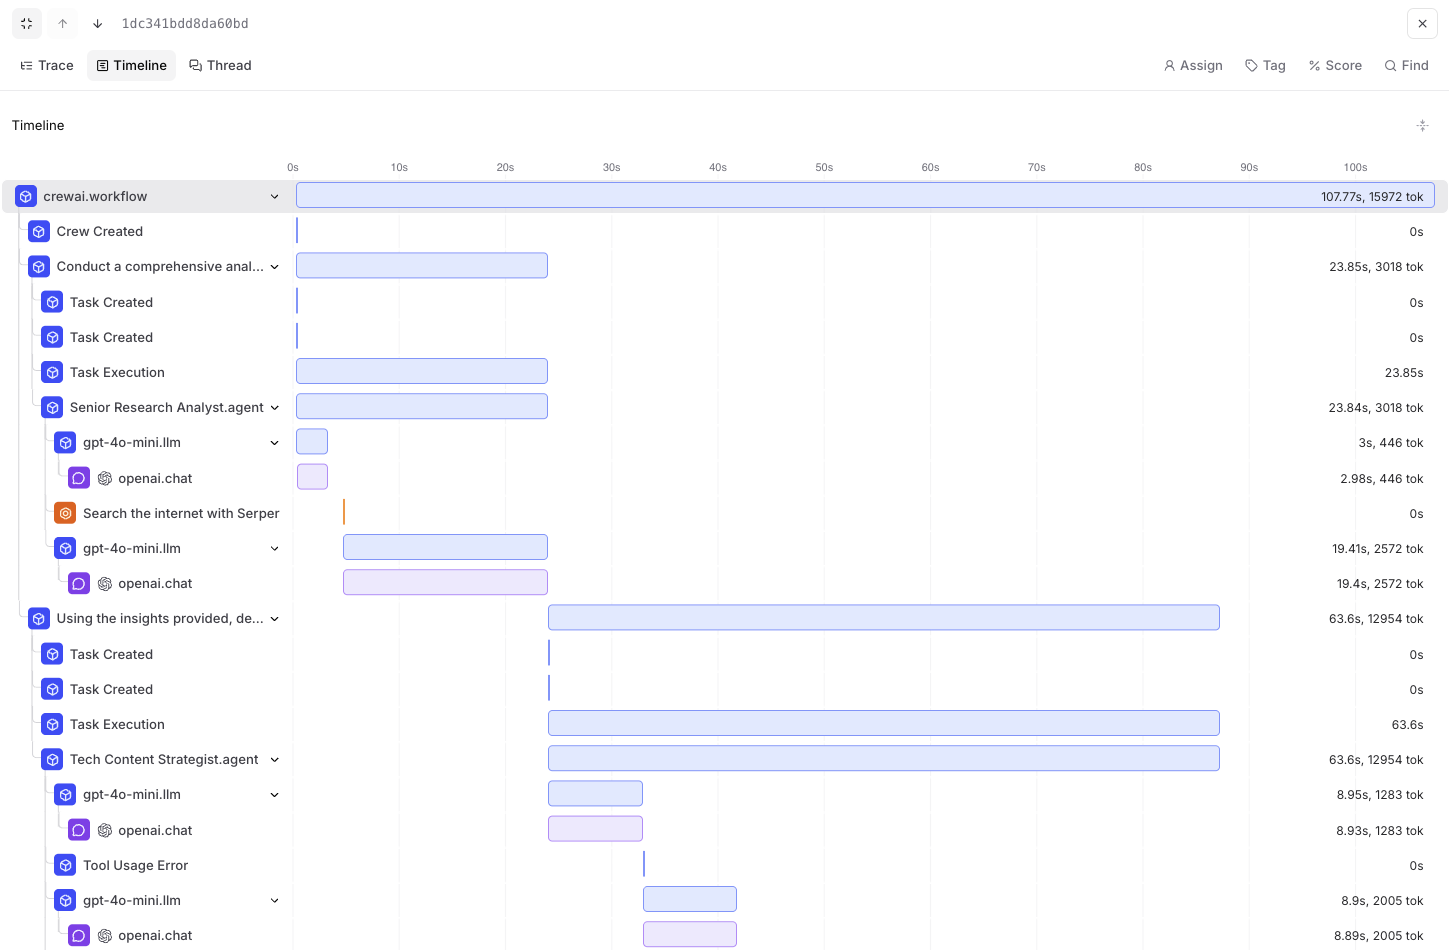 1dc341bdd8da60bd
Trace Timeline Thread Assign Tag Score Find
Timeline
0s 10s 20s 30s 40s 50s 60s 70s 80s 90s 100s
crewai.workflow 107.77s, 15972 tok
Crew Created 0s
Conduct a comprehensive anal... 23.85s, 3018 tok
Task Created 0s
Task Created 0s
Task Execution 23.85s
Senior Research Analyst.agent 23.84s, 3018 tok
gpt-4o-mini.llm 3s, 446 tok
openai.chat 2.98s, 446 tok
Search the internet with Serper 0s
gpt-4o-mini.llm 19.41s, 2572 tok
openai.chat 19.4s, 2572 tok
Using the insights provided, de... 63.6s, 12954 tok
Task Created 0s
Task Created 0s
Task Execution 63.6s
Tech Content Strategist.agent 63.6s, 12954 tok
gpt-4o-mini.llm 8.95s, 1283 tok
openai.chat 8.93s, 1283 tok
Tool Usage Error 0s
gpt-4o-mini.llm 8.9s, 2005 tok
openai.chat 8.89s, 2005 tok